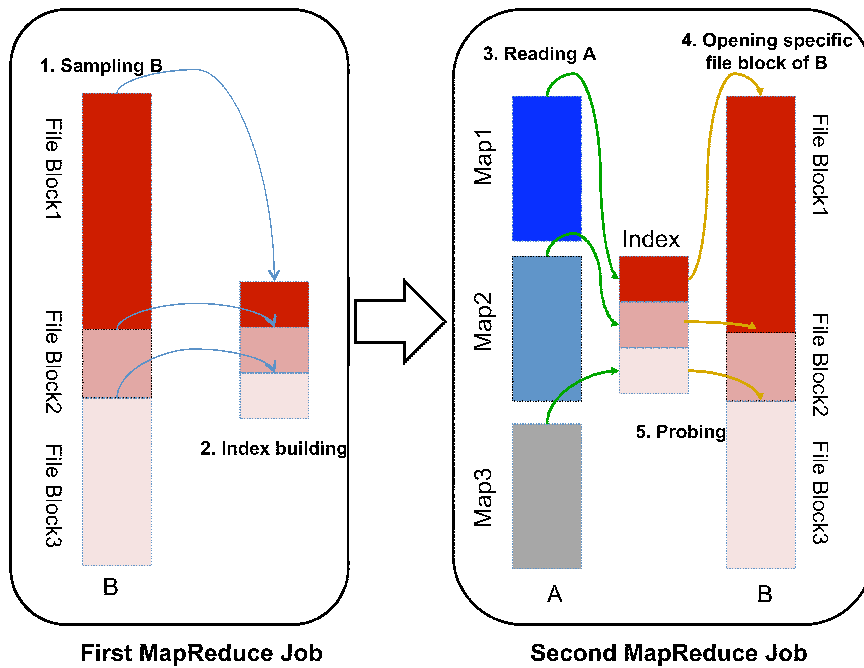 1. Sampling B
File Block1
File Block2
File Block3
B
2. Index building
First MapReduce Job
3. Reading A
4. Opening specific
file block of B
Map1
Map2
Map3
A
Index
5. Probing
File Block1
File Block2
File Block3
B
Second MapReduce Job